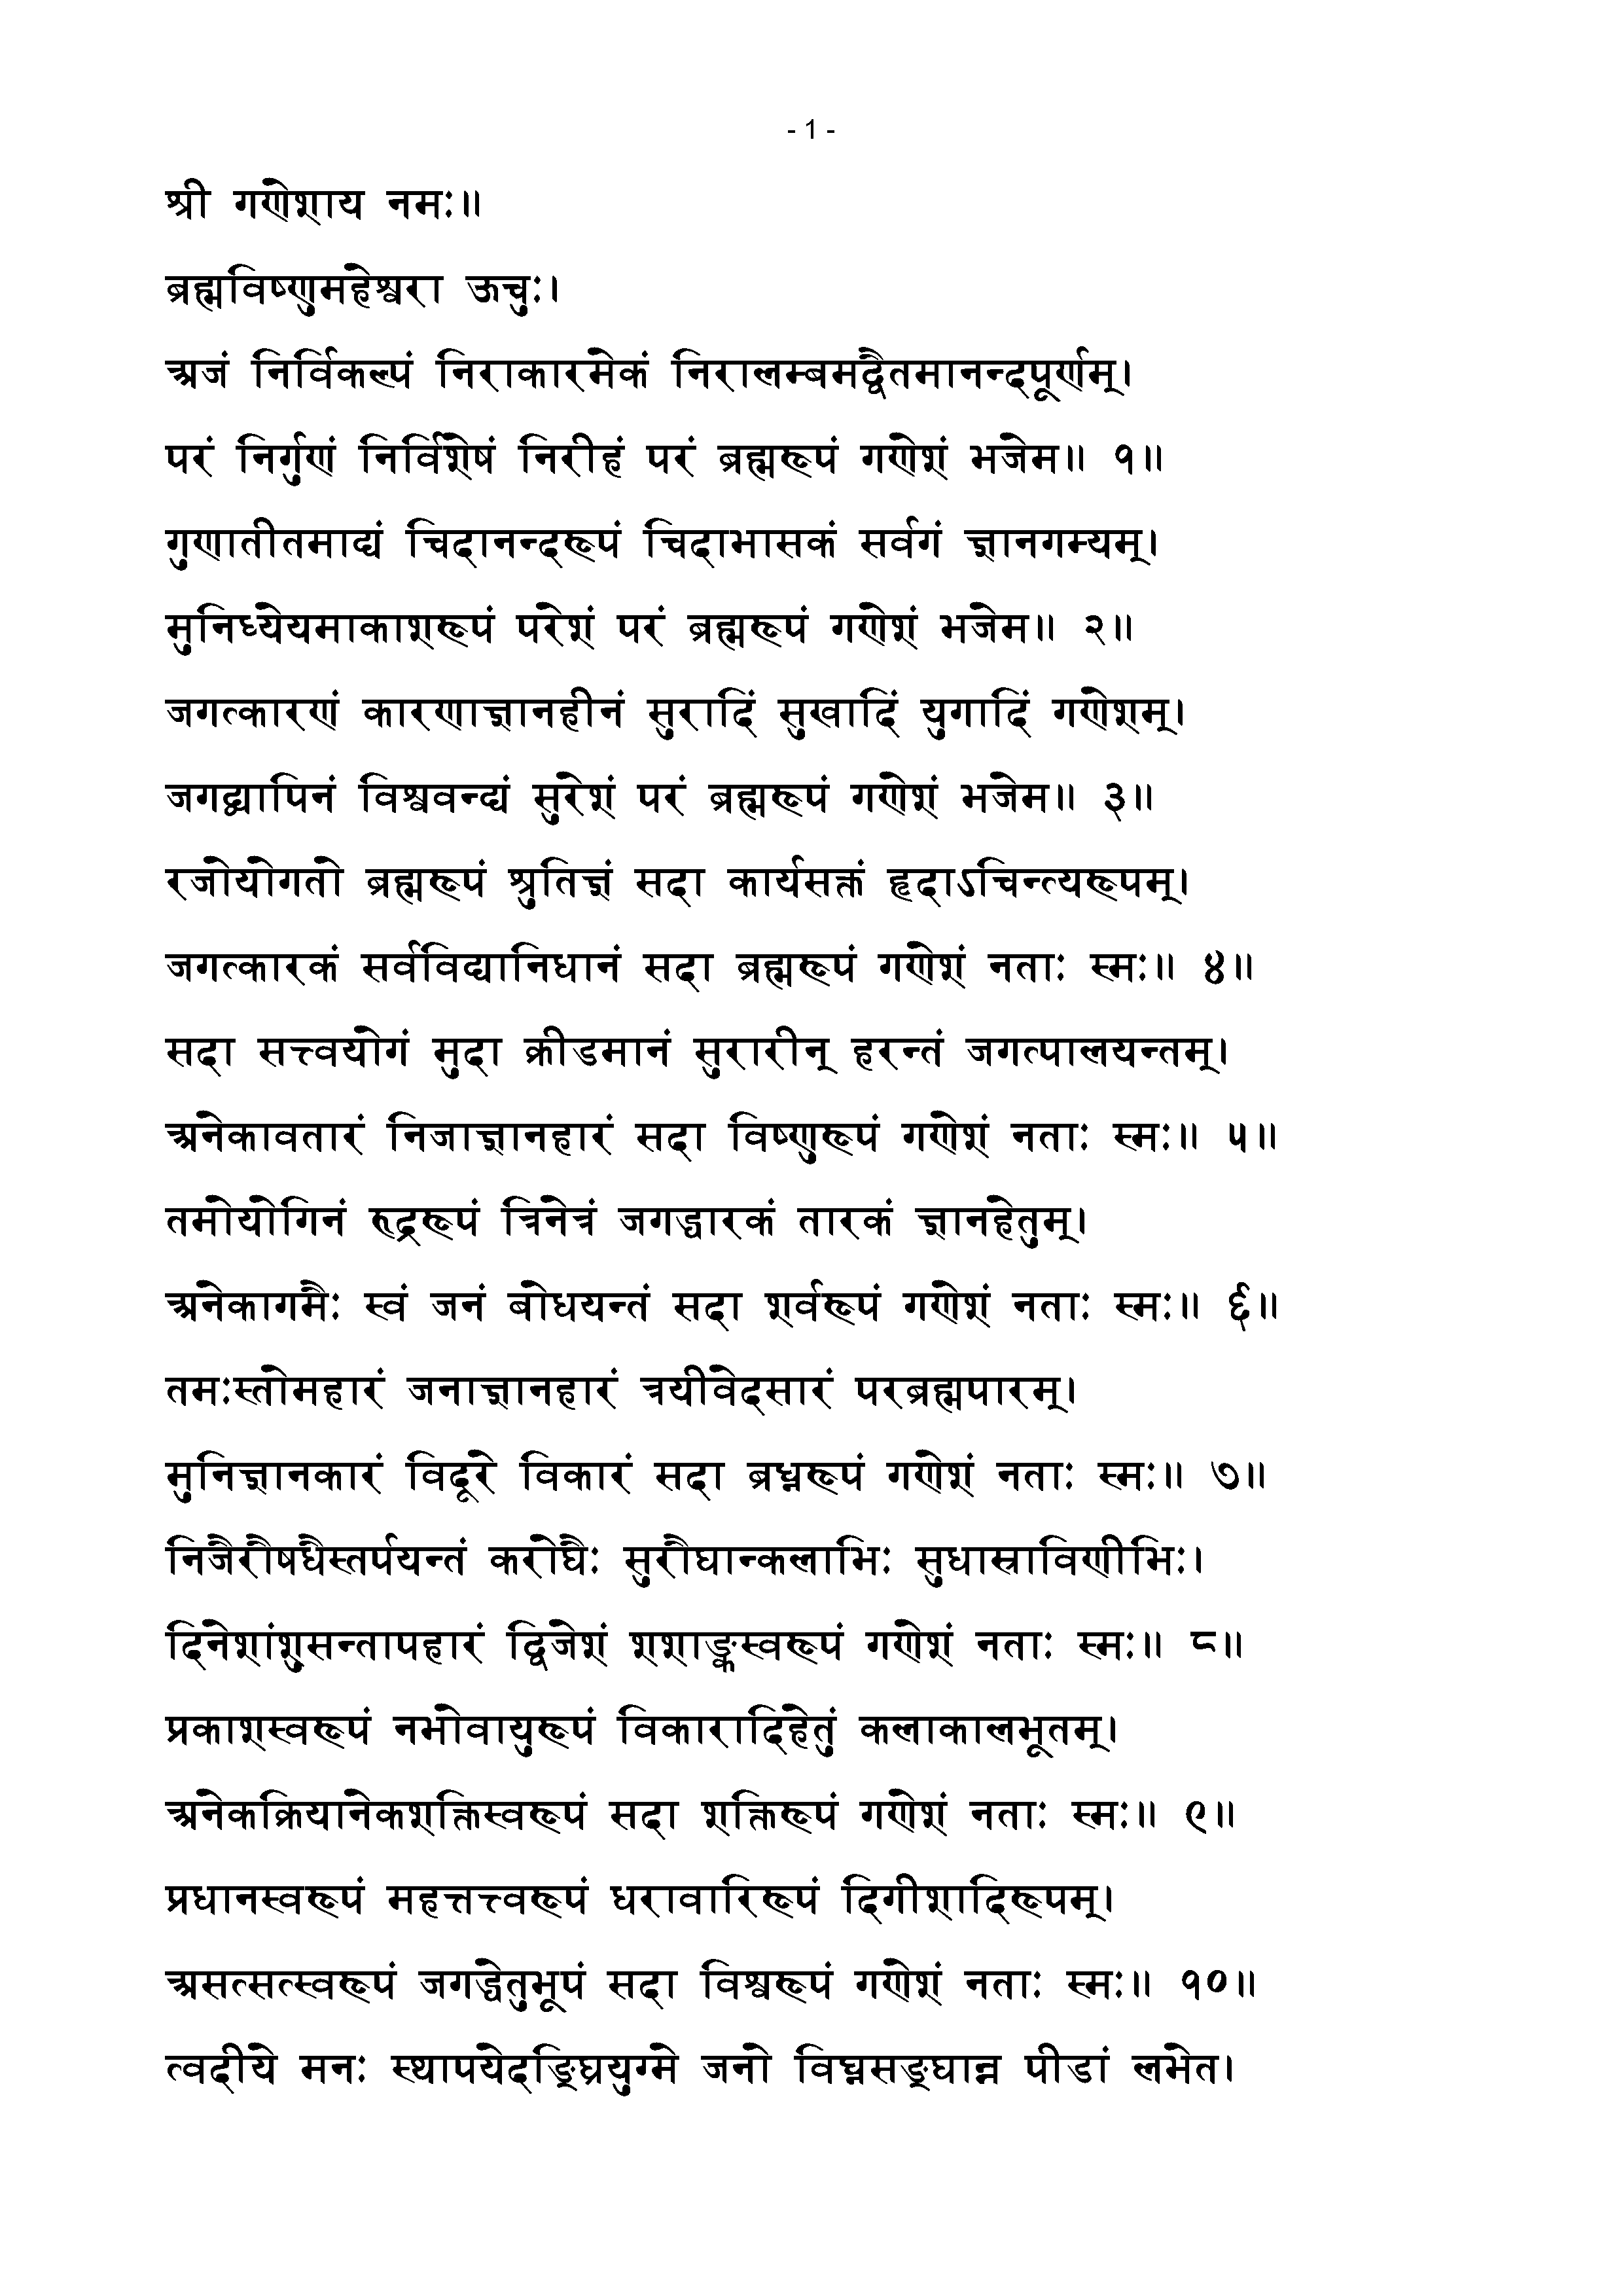 - 1 -
श्री गणेशाय नमः॥
ब्रह्मविष्णुमहेश्वरा ऊचुः।
अजं निर्विकल्पं निराकारमेकं निरालम्बमद्वैतमानन्दपूर्णम्।
परं निर्गुणं निर्विशेषं निरीहं परं ब्रह्मरूपं गणेशं भजेम॥ १॥
गुणातीतमाद्यं चिदानन्दरूपं चिदाभासकं सर्वगं ज्ञानगम्यम्।
मुनिध्येयमाकाशरूपं परेशं परं ब्रह्मरूपं गणेशं भजेम॥ २॥
जगत्कारणं कारणाज्ञानहीनं सुरादिं सुखादिं युगादिं गणेशम्।
जगद्व्यापिनं विश्ववन्द्यं सुरेशं परं ब्रह्मरूपं गणेशं भजेम॥ ३॥
रजोयोगतो ब्रह्मरूपं श्रुतिज्ञं सदा कार्यसक्तं हृदाऽचिन्त्यरूपम्।
जगत्कारकं सर्वविद्यानिधानं सदा ब्रह्मरूपं गणेशं नताः स्मः॥ ४॥
सदा सत्त्वयोगं मुदा क्रीडमानं सुरारीन् हरन्तं जगत्पालयन्तम्।
अनेकावतारं निजाज्ञानहारं सदा विष्णुरूपं गणेशं नताः स्मः॥ ५॥
तमोयोगिनं रुद्ररूपं त्रिनेत्रं जगद्धारकं तारकं ज्ञानहेतुम्।
अनेकागमैः स्वं जनं बोधयन्तं सदा शर्वरूपं गणेशं नताः स्मः॥ ६॥
तमःस्तोमहारं जनाज्ञानहारं त्रयीवेदसारं परब्रह्मपारम्।
मुनिज्ञानकारं विदूरे विकारं सदा ब्रध्नरूपं गणेशं नताः स्मः॥ ७॥
निजैरौषधैस्तर्पयन्तं करोघैः सुरौघान्कलाभिः सुधास्राविणीभिः।
दिनेशांशुसन्तापहारं द्विजेशं शशाङ्कस्वरूपं गणेशं नताः स्मः॥ ८॥
प्रकाशस्वरूपं नभोवायुरूपं विकारादिहेतुं कलाकालभूतम्।
अनेकक्रियानेकशक्तिस्वरूपं सदा शक्तिरूपं गणेशं नताः स्मः॥ ९॥
प्रधानस्वरूपं महत्तत्त्वरूपं धरावारिरूपं दिगीशादिरूपम्।
असत्सत्स्वरूपं जगद्धेतुभूपं सदा विश्वरूपं गणेशं नताः स्मः॥ १०॥
त्वदीये मनः स्थापयेदङ्घ्रियुग्मे जनो विघ्नसङ्घान्न पीडां लभेत।